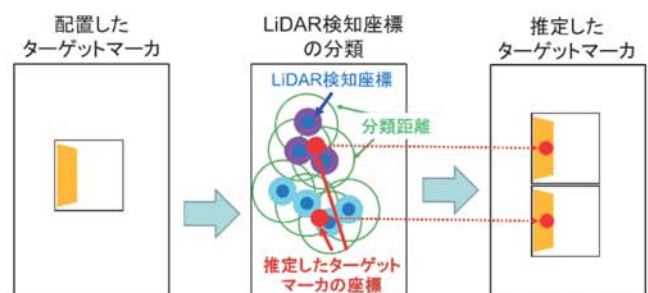 配置した
ターゲットマーカ
LiDAR検知座標
の分類
LiDAR検知座標
分類距離
推定したターゲット
マーカの座標
推定した
ターゲットマーカ